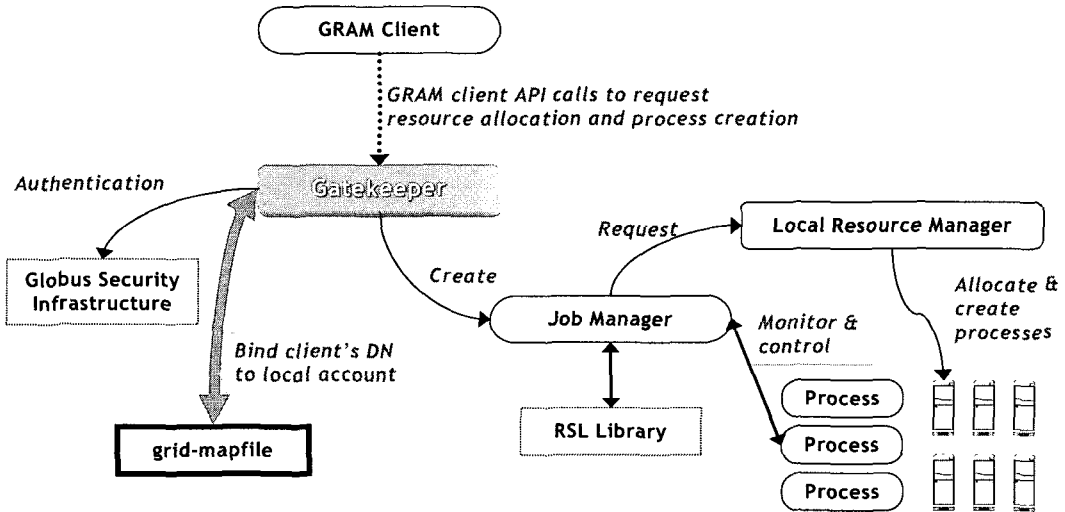 GRAM Client
GRAM client API calls to request
resource allocation and process creation
Authentication
Gatekeeper
Globus Security
Infrastructure
Bind client's DN
to local account
grid-mapfile
Create
Request
Local Resource Manager
Job Manager
Monitor &
control
Allocate &
create
processes
RSL Library
Process
Process
Process